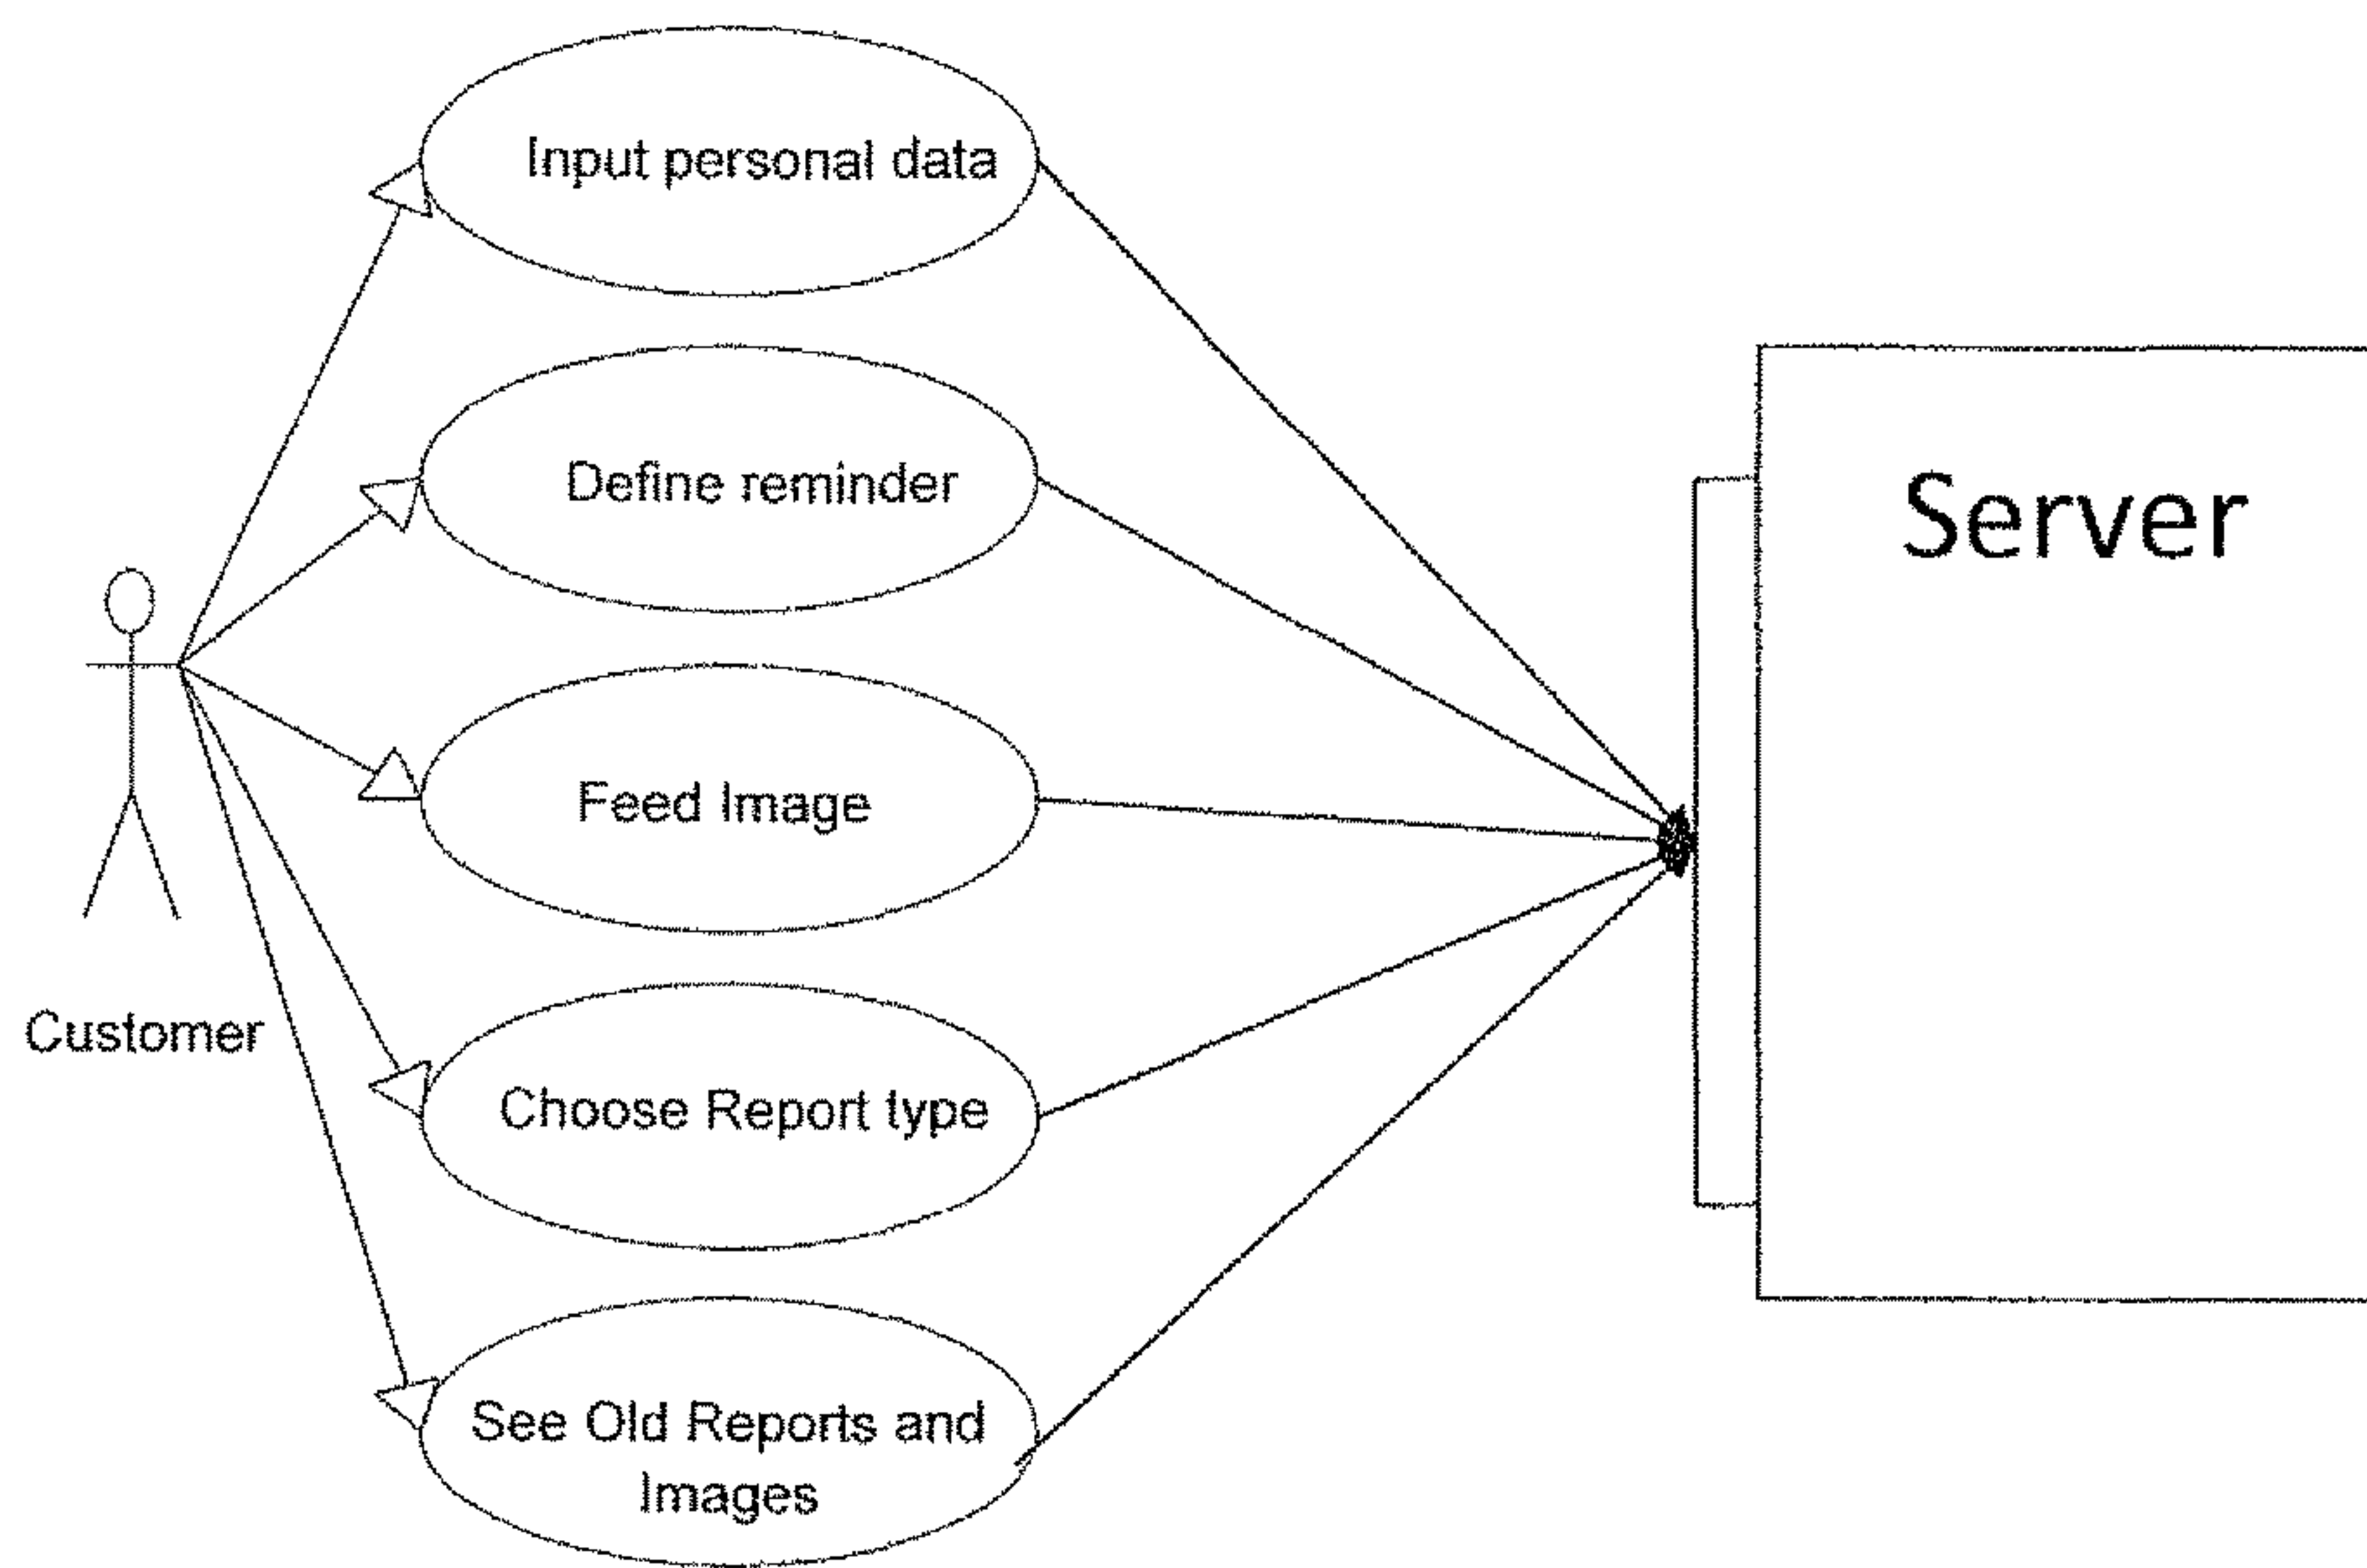 Input personal data
Define reminder
Server
Feed Image
Customer
Choose Report type
See Old Reports and
Images